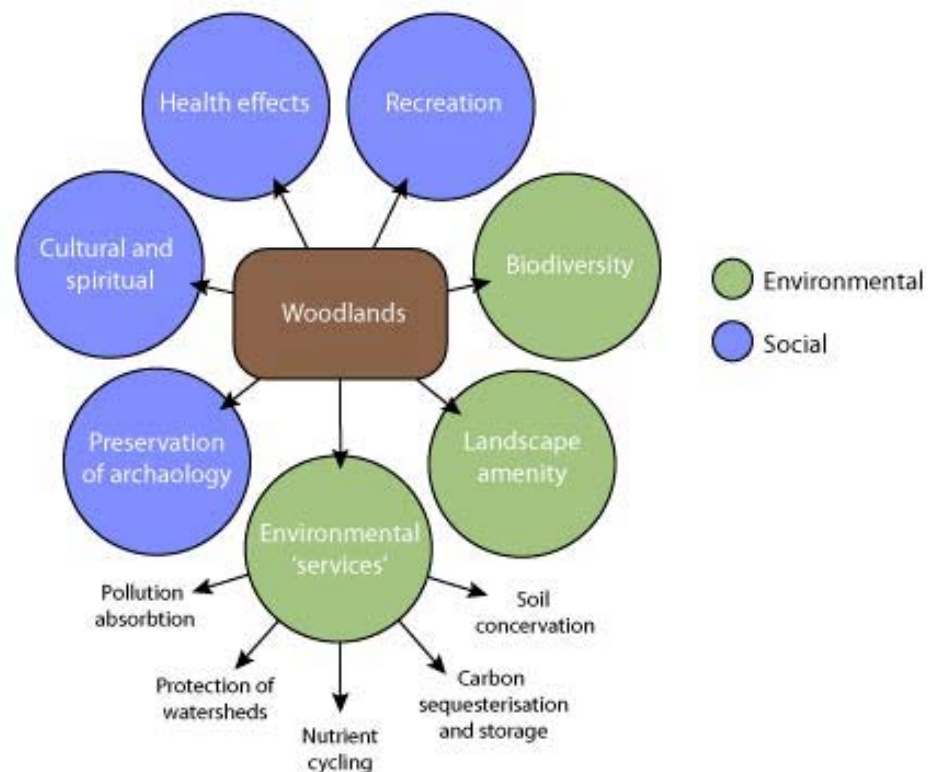 Health effects
Recreation
Cultural and
spiritual
Biodiversity
Woodlands
Environmental
Social
Preservation
of archaology
Landscape
amenity
Environmental
'services'
Pollution
absorbtion
Soil
concervation
Protection of
watersheds
Carbon
sequesterisation
and storage
Nutrient
cycling